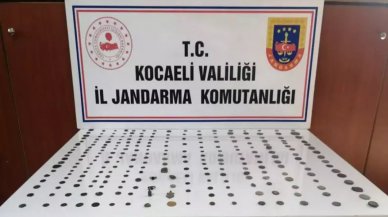 T.C.
KOCAELİ VALİLİĞİ
İL JANDARMA KOMUTANLIĞI